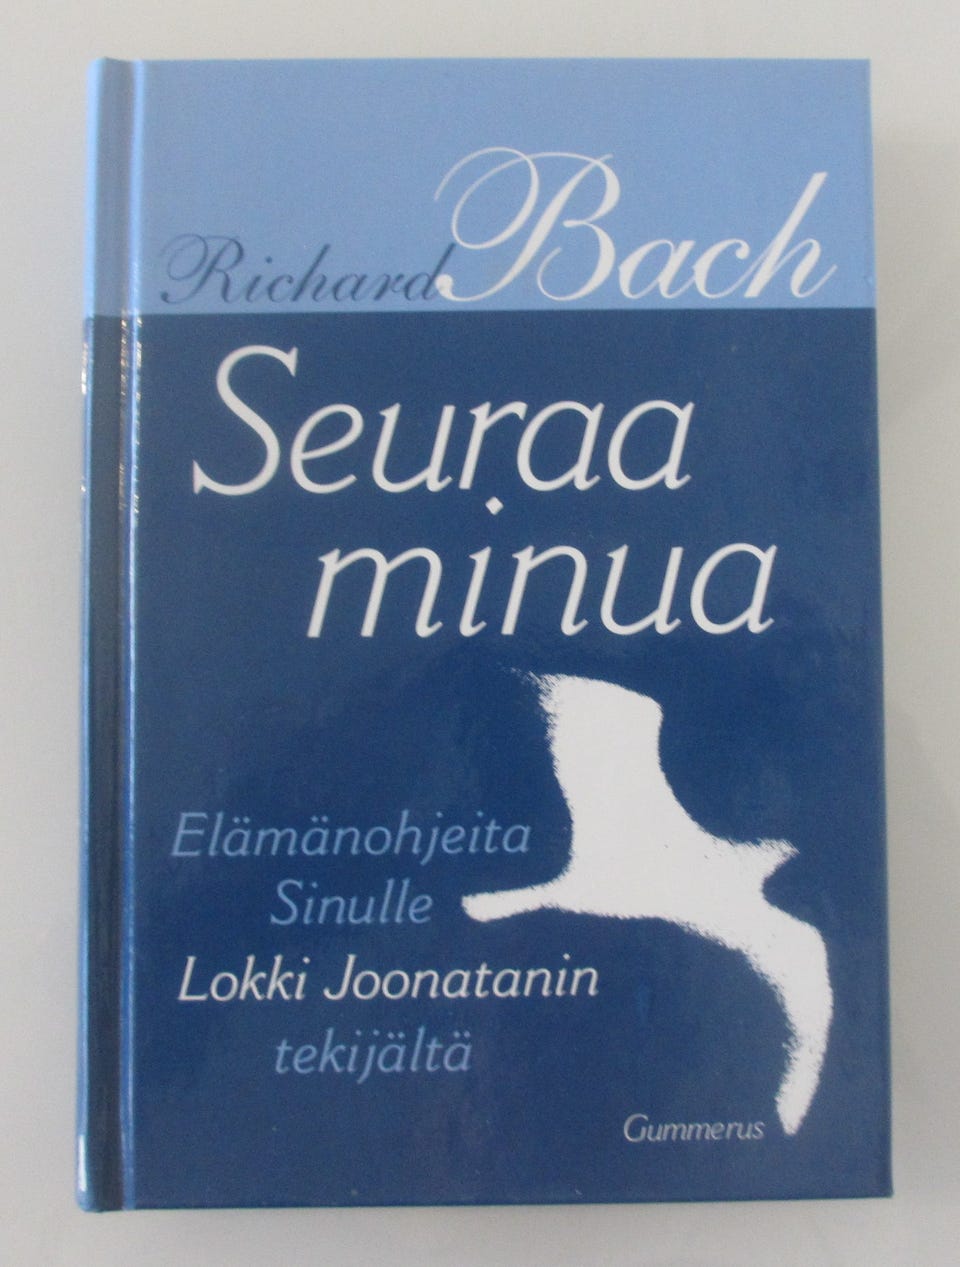 Richard Bach
Seuraa
minua
Elämänohjeita
Sinulle
Lokki Joonatanin
tekijältä
Gummerus